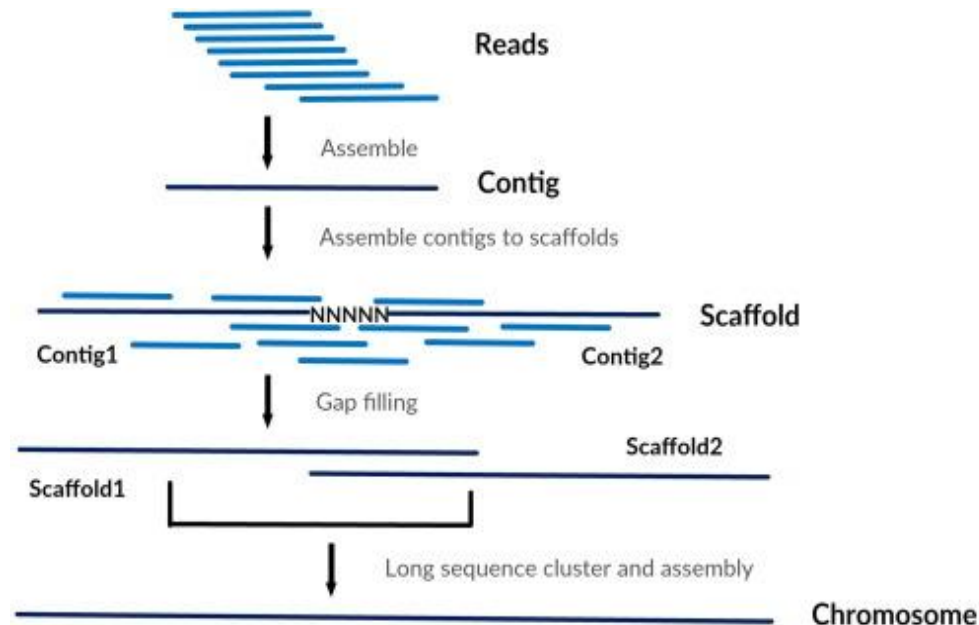 Reads
Assemble
Contig
Assemble contigs to scaffolds
NNNNN
Scaffold
Contig1
Contig2
Gap filling
Scaffold2
Scaffold1
Long sequence cluster and assembly
Chromosome